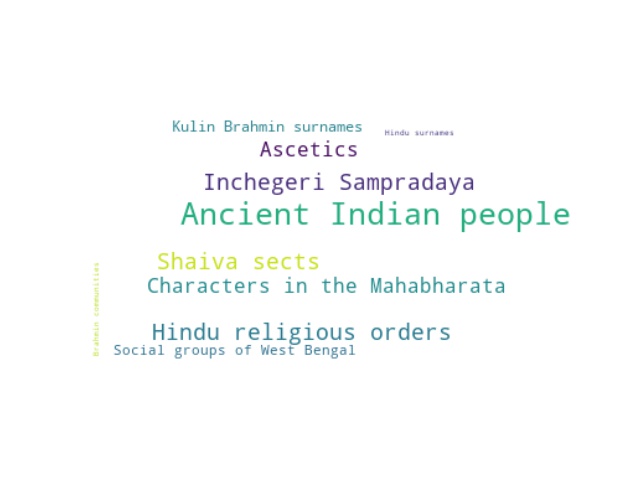 Kulin Brahmin surnames
Hindu surnames
Ascetics
Inchegeri Sampradaya
Ancient Indian people
Shaiva sects
Characters in the Mahabharata
Brahmin communities
Hindu religious orders
Social groups of West Bengal